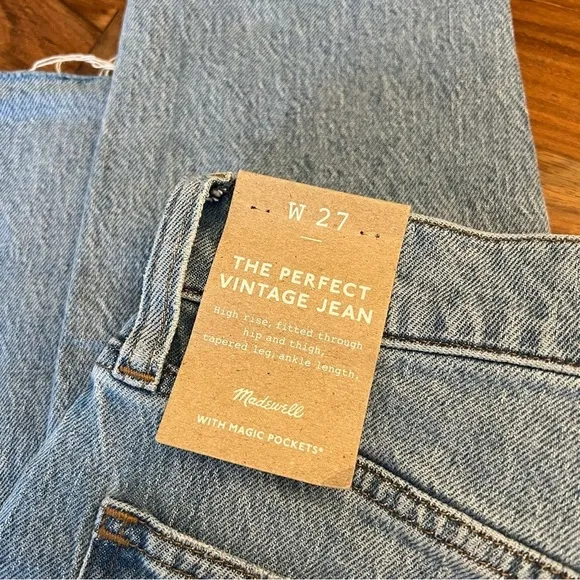 W 27
THE PERFECT
VINTAGE JEAN
High rise, fitted through
hip and thigh,
tapered leg, ankle length.
Madewell
WITH MAGIC POCKETS*